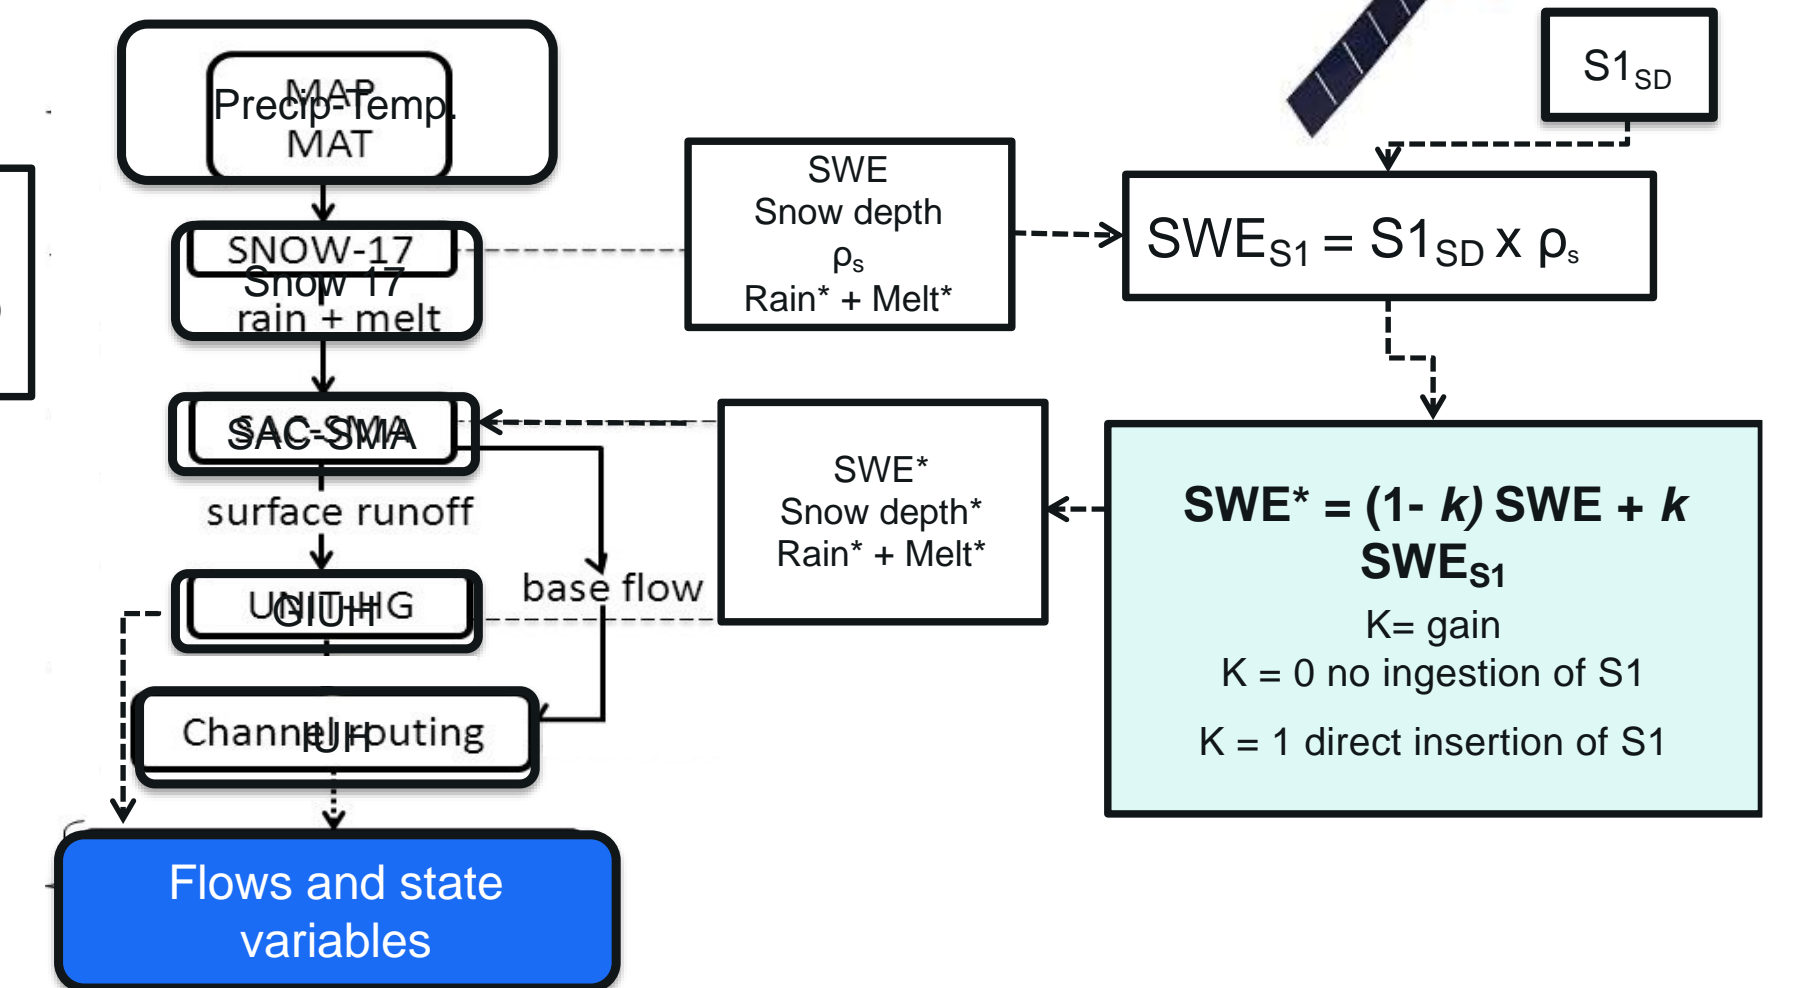 MAP
Precip-Temp.
MAT
SNOW-17
Snow 17
rain + melt
SAC-SMA
SAC-SMA
surface runoff
UNIT-HG
GIUH
base flow
Channel routing
IUH
Flows and state
variables
SWE
Snow depth
ρs
Rain* + Melt*
SWE*
Snow depth*
Rain* + Melt*
S1SD
SWES1 = S1SD x ρs
SWE* = (1- k) SWE + k
SWES1
K= gain
K = 0 no ingestion of S1
K = 1 direct insertion of S1